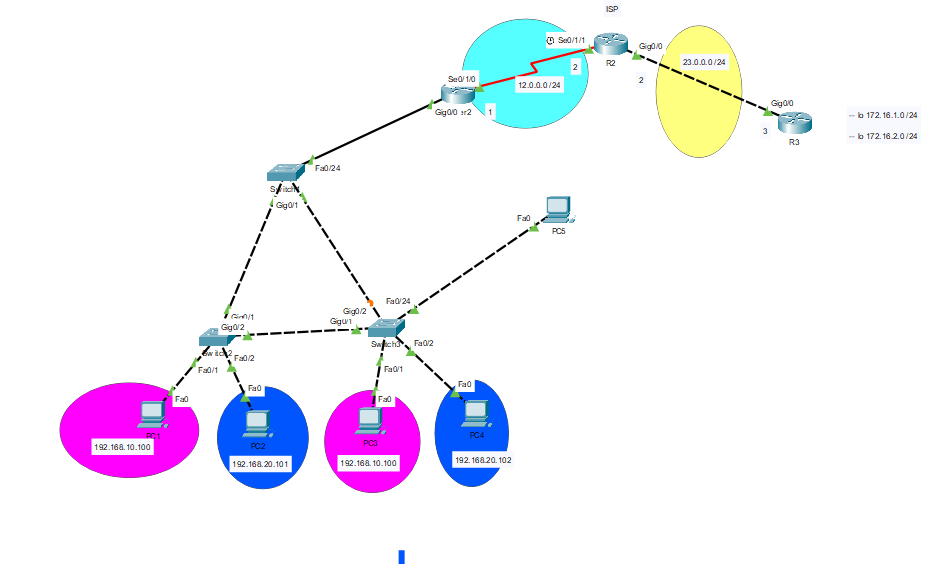 ISP
Se0/1/1
R2
Gig0/0
2
2
23.0.0.0/24
Se0/1/0
12.0.0.0/24
Gig0/0
er2
1
Gig0/0
3
R3
-- lo 172.16.1.0/24
-- lo 172.16.2.0/24
Fa0/24
Gig0/1
Fa0
PC5
Gig0/1
Gig0/2
Gig0/1
Gig0/2
Fa0/24
Switch3
Fa0/1
Fa0/2
Fa0/1
Fa0/2
Fa0
Fa0
Fa0
Fa0
PC1
PC2
PC3
PC4
192.168.10.100
192.168.20.101
192.168.10.100
192.168.20.102